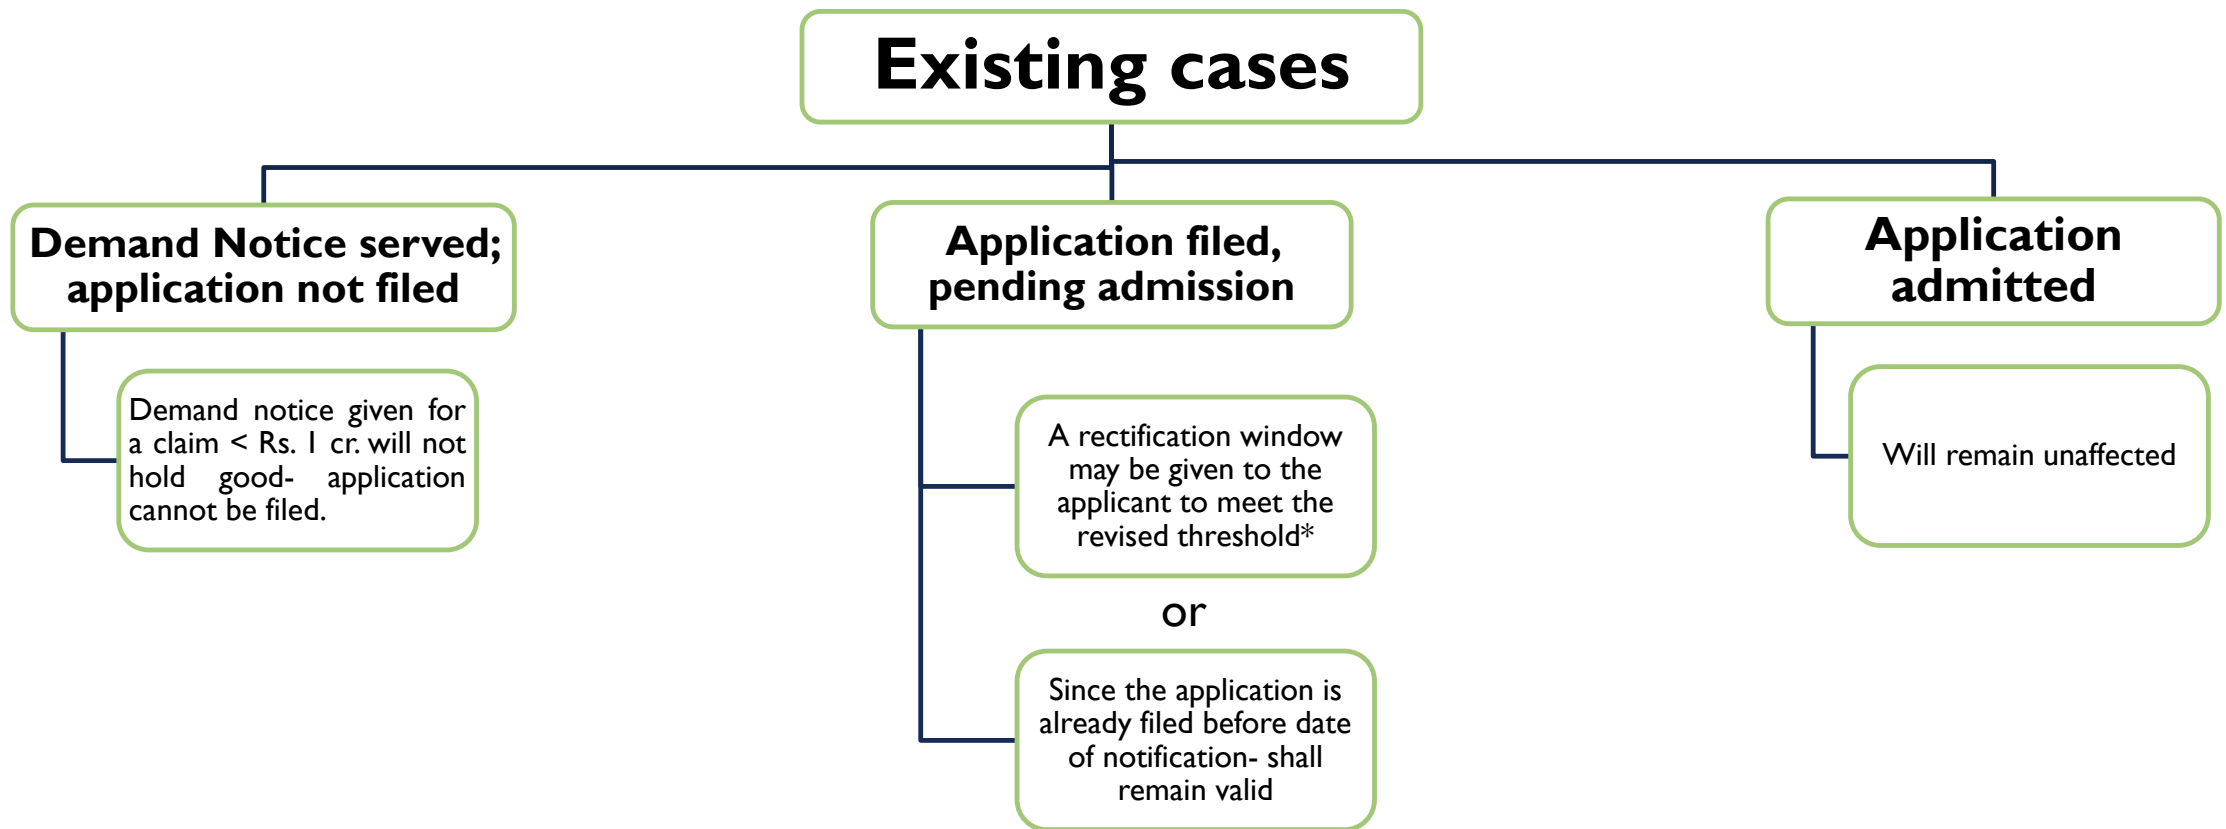 Existing cases
Demand Notice served;
application not filed
Demand notice given for
a claim < Rs. 1 cr. will not
hold good- application
cannot be filed.
Application filed,
pending admission
A rectification window
may be given to the
applicant to meet the
revised threshold*
or
Since the application is
already filed before date
of notification- shall
remain valid
Application
admitted
Will remain unaffected